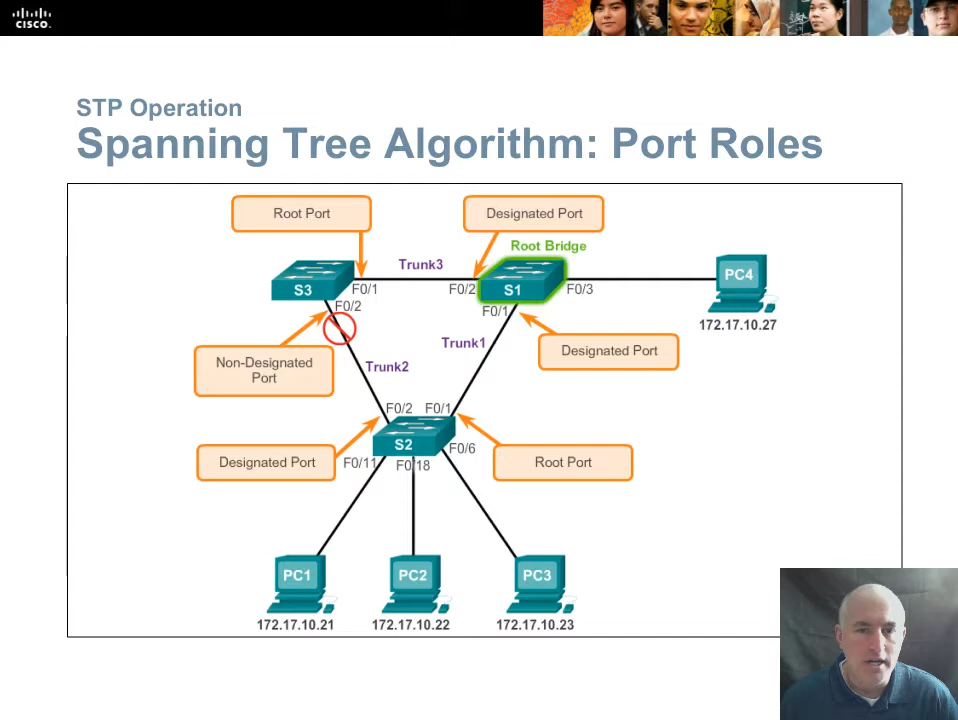 CISCO.
STP Operation
Spanning Tree Algorithm: Port Roles
Root Port
Designated Port
Root Bridge
Trunk3
S3
F0/1
F0/2
S1
F0/3
PC4
F0/2
F0/1
172.17.10.27
Non-Designated
Port
Trunk1
Designated Port
Trunk2
F0/2
F0/1
S2
Designated Port
F0/11
F0/18
F0/6
Root Port
PC1
PC2
PC3
172.17.10.21
172.17.10.22
172.17.10.23